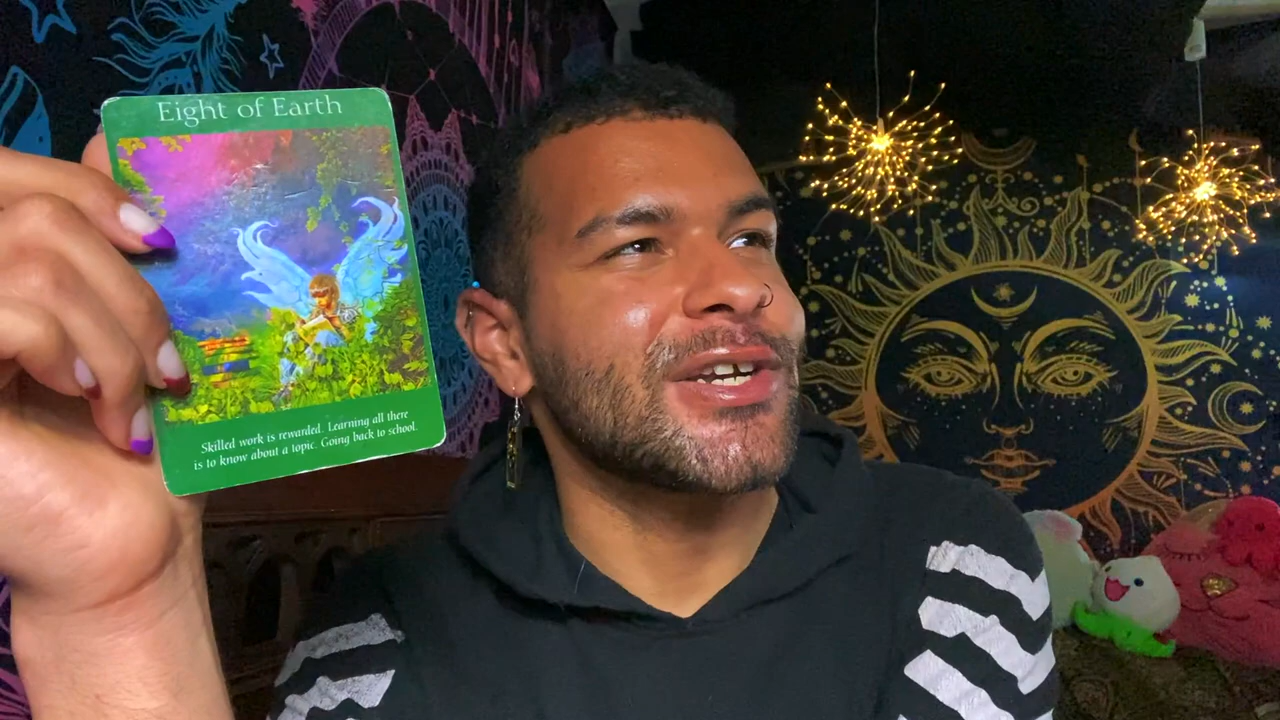 Eight of Earth
Skilled work is rewarded. Learning all there
is to know about a topic. Going back to school.